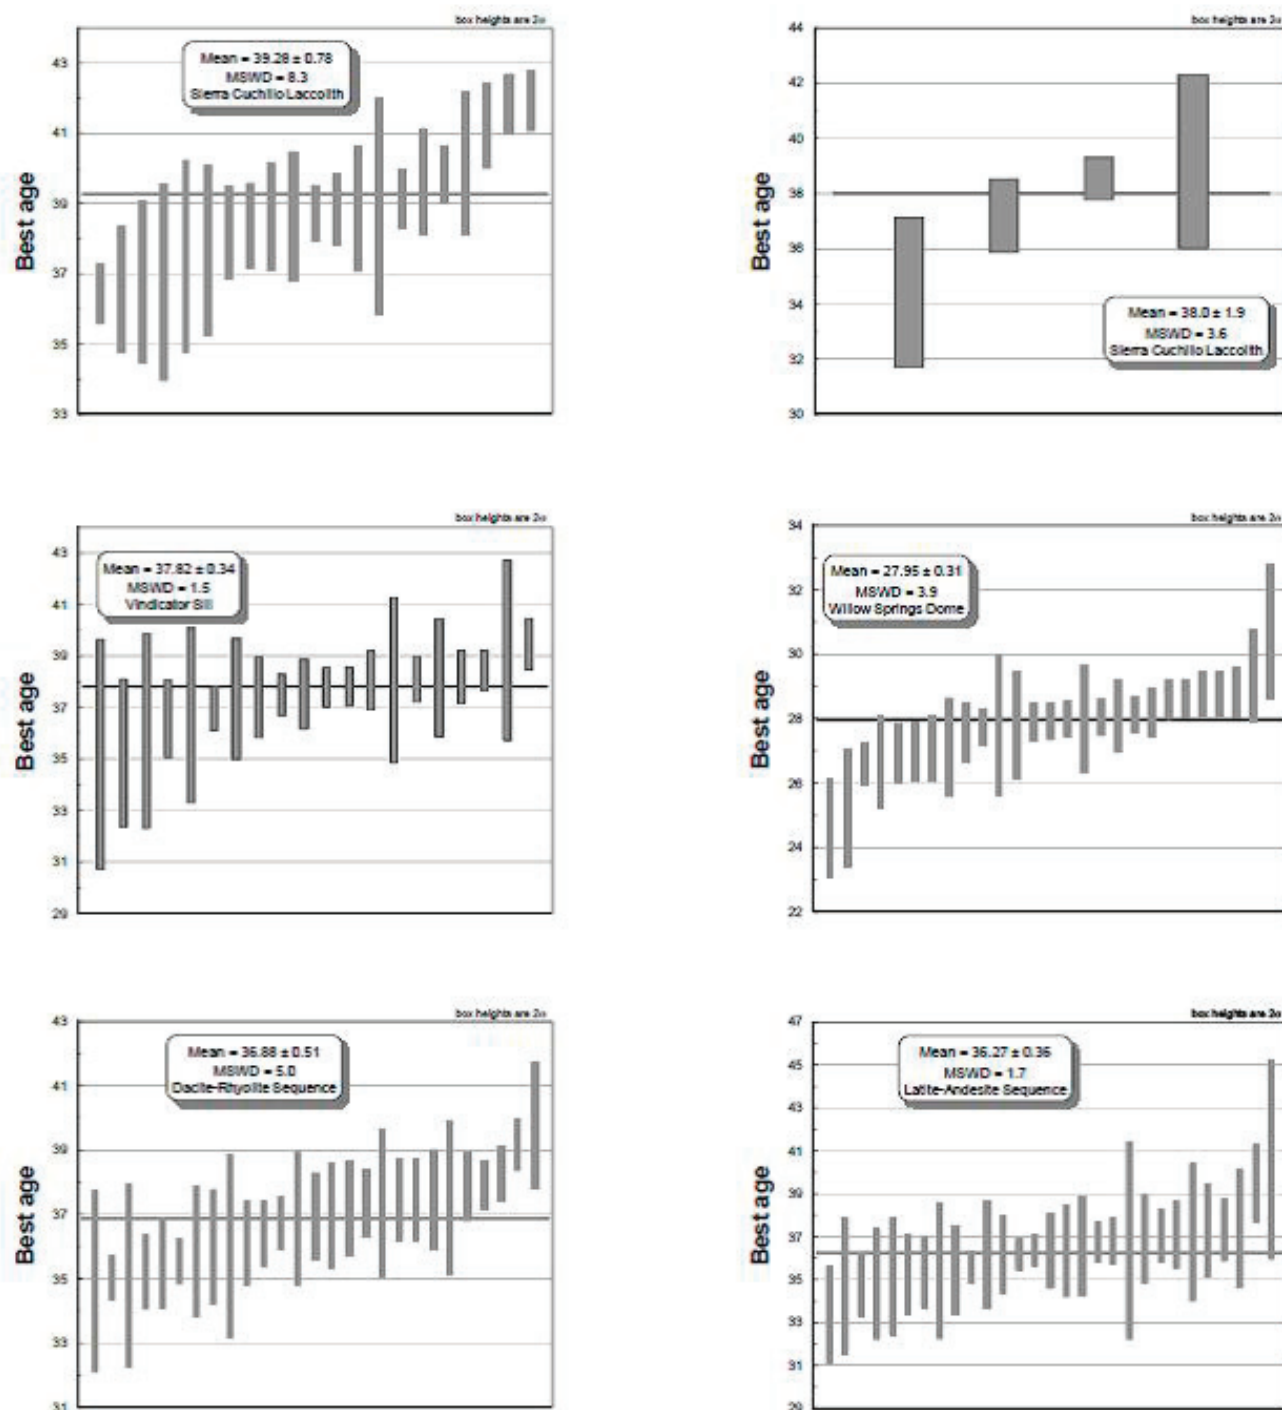 box heights are 2σ
Mean = 39.28 ± 0.78
MSWD = 8.3
Sierra Cuchillo Laccolith
Best age
43
41
39
37
35
33
box heights are 2σ
44
42
40
38
36
34
32
30
Best age
Mean = 38.0 ± 1.9
MSWD = 3.6
Sierra Cuchillo Laccolith
box heights are 2σ
Mean = 37.82 ± 0.34
MSWD = 1.5
Vindicator Sill
Best age
43
41
39
37
35
33
31
29
box heights are 2σ
Mean = 27.95 ± 0.31
MSWD = 3.9
Willow Springs Dome
Best age
34
32
30
28
26
24
22
box heights are 2σ
Mean = 36.88 ± 0.51
MSWD = 5.0
Dacite-Rhyolite Sequence
Best age
43
41
39
37
35
33
31
box heights are 2σ
Mean = 36.27 ± 0.36
MSWD = 1.7
Latite-Andesite Sequence
Best age
47
45
43
41
39
37
35
33
31
29